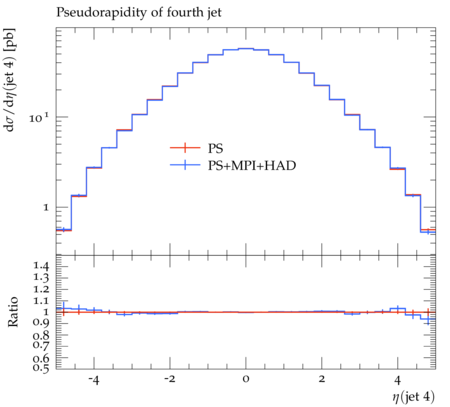 Pseudorapidity of fourth jet
dσ/dη(jet 4) [pb]
10¹
1
PS
PS+MPI+HAD
Ratio
1.4
1.3
1.2
1.1
1
0.9
0.8
0.7
0.6
0.5
-4 -2 0 2 4
η(jet 4)